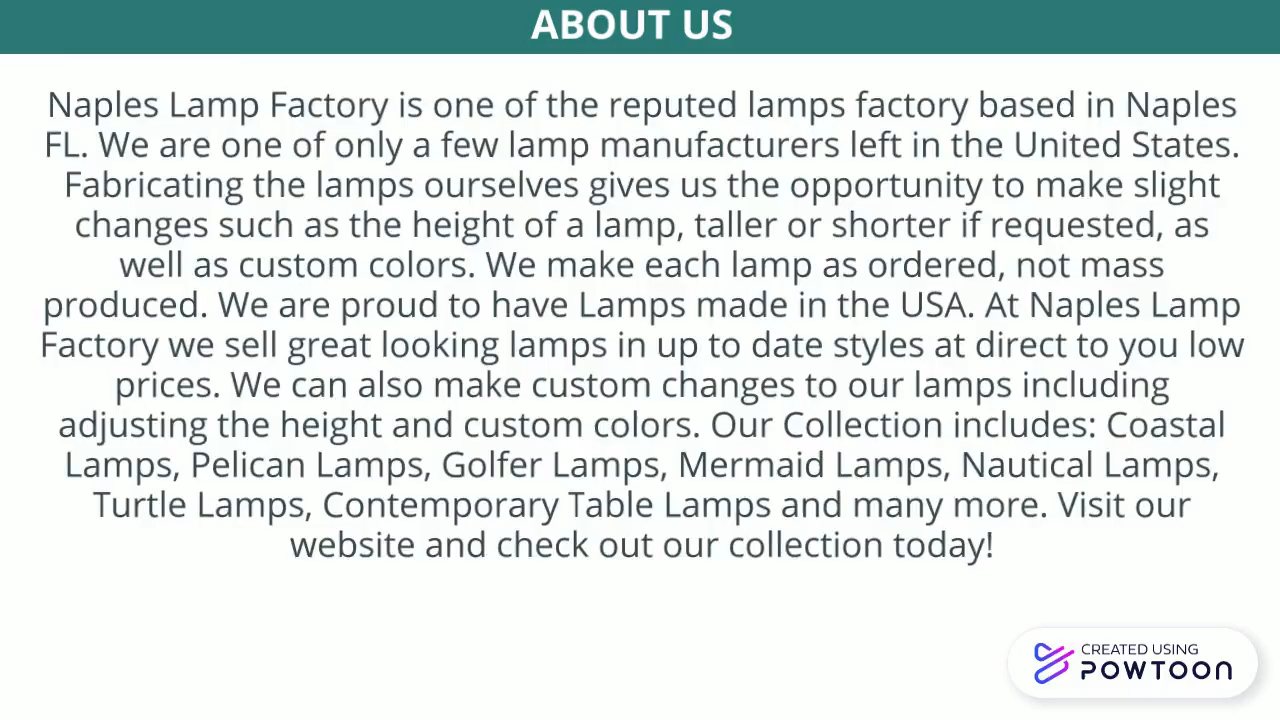 ABOUT US
Naples Lamp Factory is one of the reputed lamps factory based in Naples
FL. We are one of only a few lamp manufacturers left in the United States.
Fabricating the lamps ourselves gives us the opportunity to make slight
changes such as the height of a lamp, taller or shorter if requested, as
well as custom colors. We make each lamp as ordered, not mass
produced. We are proud to have Lamps made in the USA. At Naples Lamp
Factory we sell great looking lamps in up to date styles at direct to you low
prices. We can also make custom changes to our lamps including
adjusting the height and custom colors. Our Collection includes: Coastal
Lamps, Pelican Lamps, Golfer Lamps, Mermaid Lamps, Nautical Lamps,
Turtle Lamps, Contemporary Table Lamps and many more. Visit our
website and check out our collection today!
CREATED USING
POWTOON